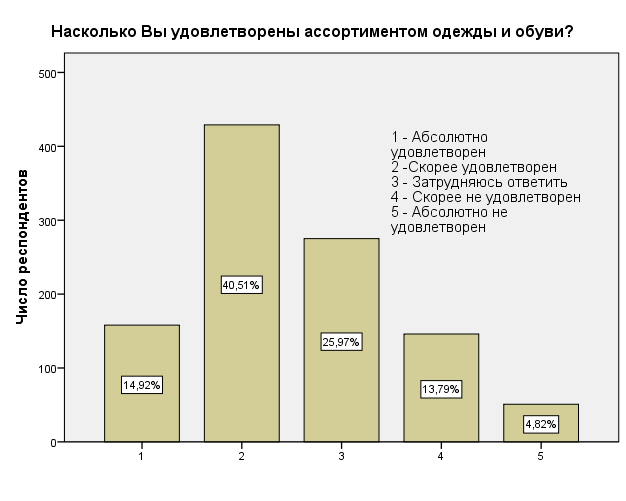 Насколько Вы удовлетворены ассортиментом одежды и обуви?
Число респондентов
500
400
300
200
100
0
1 - Абсолютно
удовлетворен
2 -Скорее удовлетворен
3 - Затрудняюсь ответить
4 - Скорее не удовлетворен
5 - Абсолютно не
удовлетворен
14,92%
40,51%
25,97%
13,79%
4,82%
1 2 3 4 5